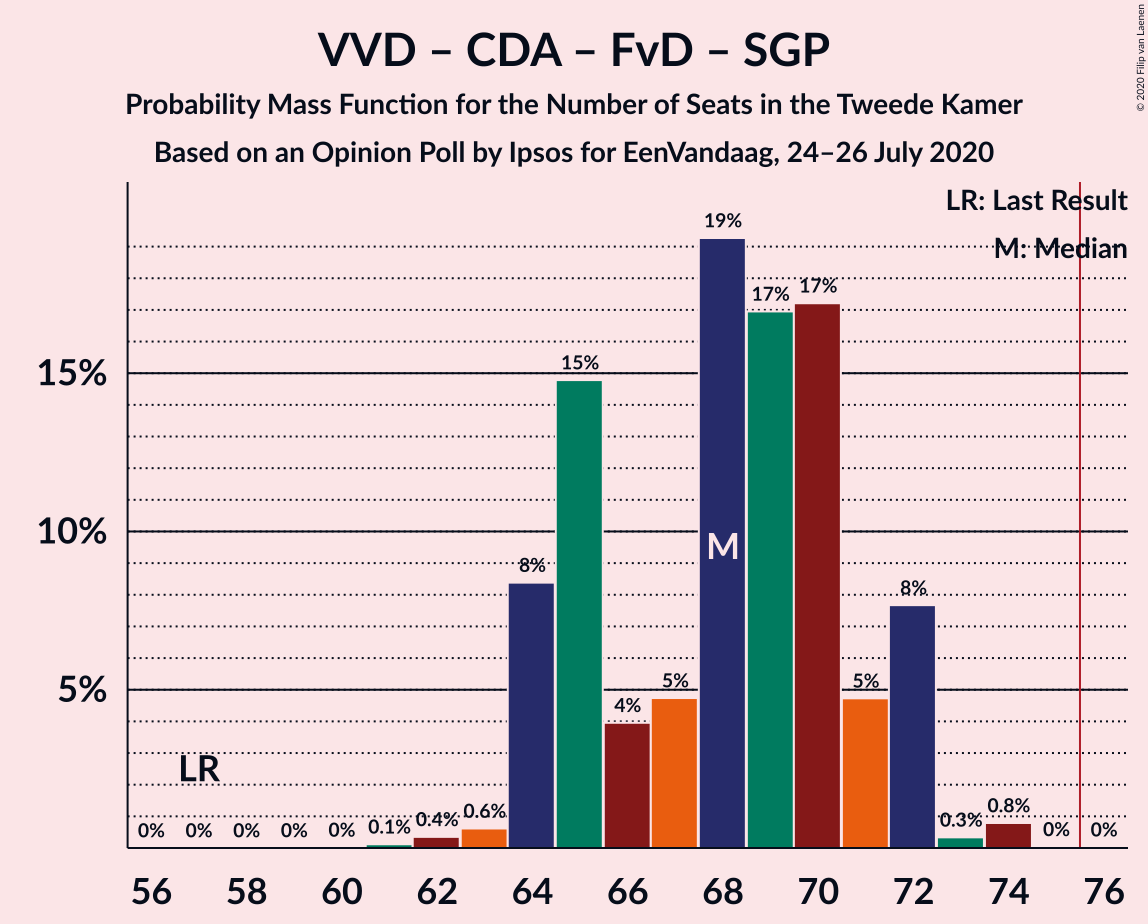 VVD – CDA – FvD – SGP
Probability Mass Function for the Number of Seats in the Tweede Kamer
Based on an Opinion Poll by Ipsos for EenVandaag, 24–26 July 2020
© 2020 Filip van Laenen
LR: Last Result
M: Median
15%
10%
5%
LR
M
0%
0%
0%
0%
0%
0.1%
0.4%
0.6%
8%
15%
4%
5%
19%
17%
17%
5%
8%
0.3%
0.8%
0%
0%
56 58 60 62 64 66 68 70 72 74 76